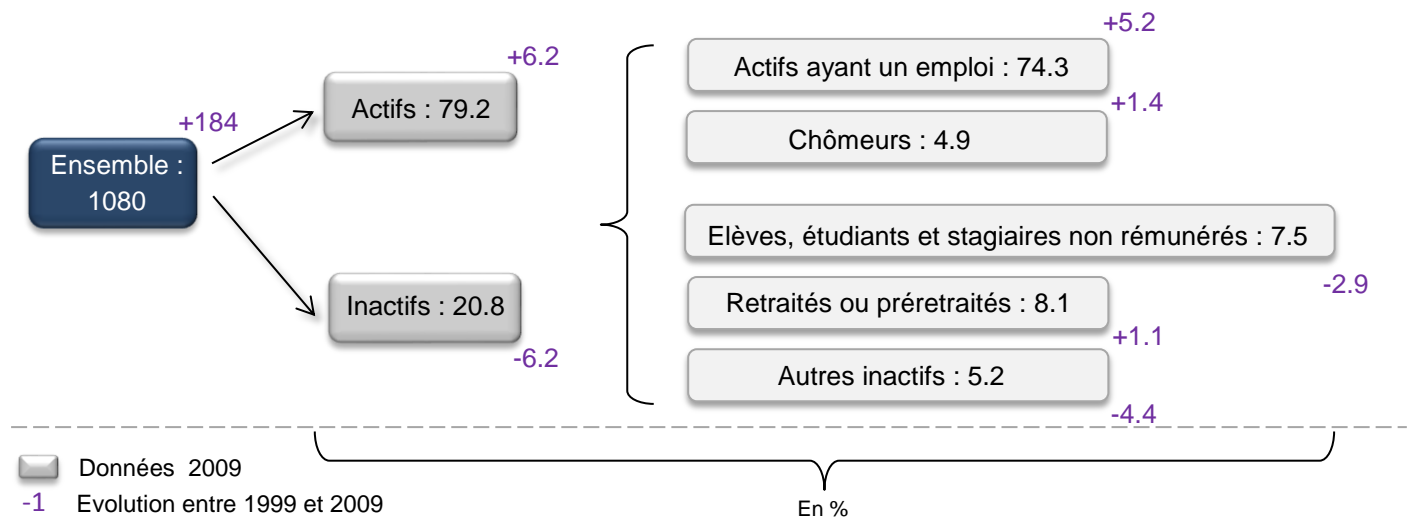 +5.2
+6.2
Actifs ayant un emploi : 74.3
Actifs : 79.2
+1.4
+184
Chômeurs : 4.9
Ensemble :
1080
Elèves, étudiants et stagiaires non rémunérés : 7.5
-2.9
Inactifs : 20.8
Retraités ou préretraités : 8.1
-6.2
+1.1
Autres inactifs : 5.2
-4.4
Données 2009
-1 Evolution entre 1999 et 2009
En %